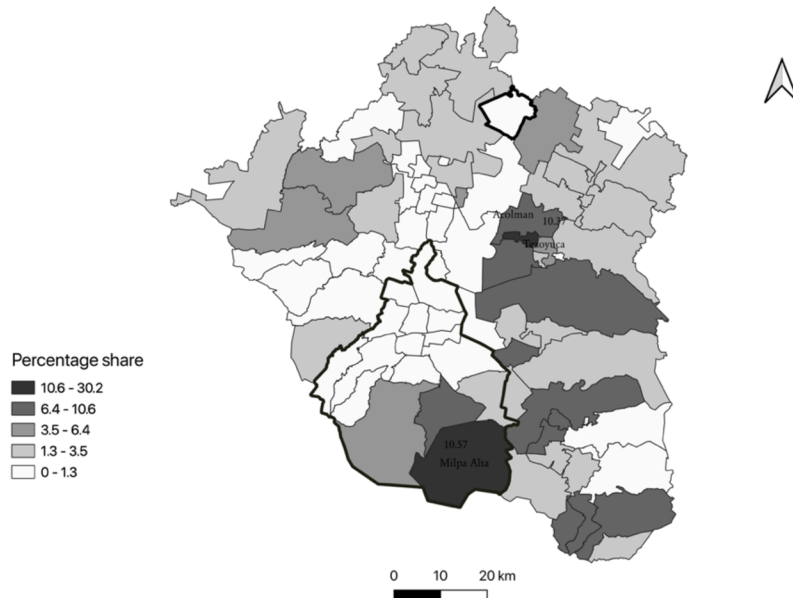 Acolman
10.37
Tezoyuca
Percentage share
10.6 - 30.2
6.4 - 10.6
3.5 - 6.4
1.3 - 3.5
0 - 1.3
10.57
Milpa Alta
0 10 20 km